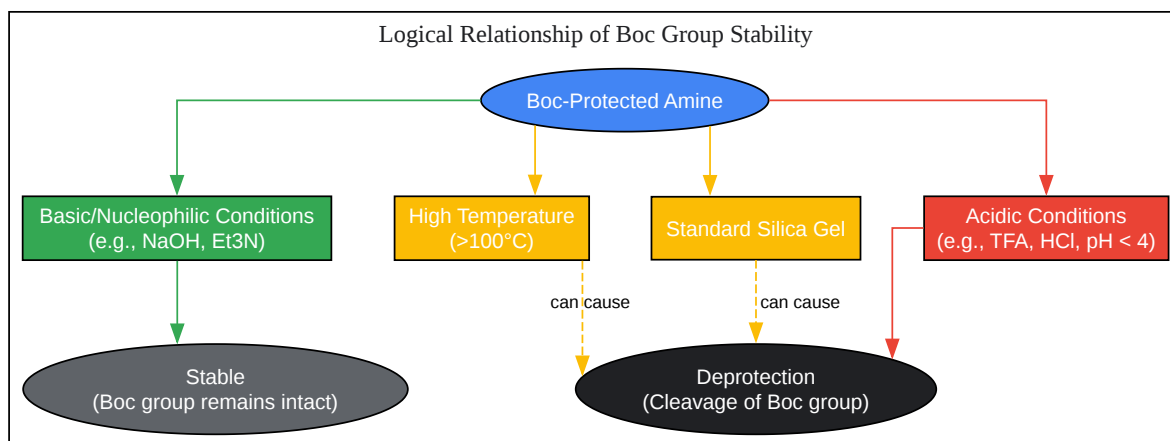 Logical Relationship of Boc Group Stability
Boc-Protected Amine
Basic/Nucleophilic Conditions
(e.g., NaOH, Et3N)
High Temperature
(>100°C)
Standard Silica Gel
Acidic Conditions
(e.g., TFA, HCl, pH < 4)
can cause
can cause
Stable
(Boc group remains intact)
Deprotection
(Cleavage of Boc group)